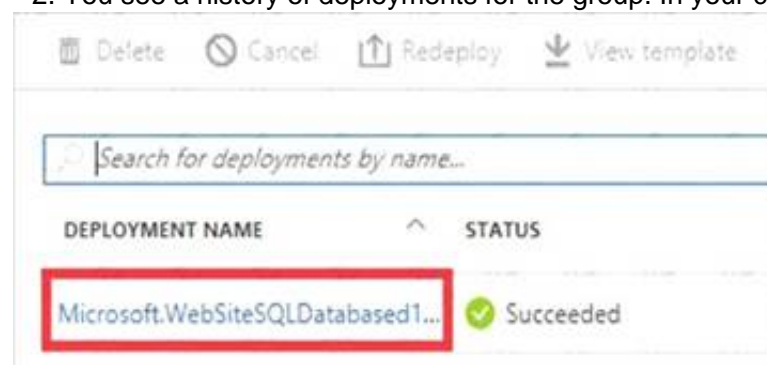 2. You see a history of deployments for the group. In your
Delete Cancel Redeploy View template
Search for deployments by name...
DEPLOYMENT NAME STATUS
Microsoft.WebSiteSQLDatabased1... Succeeded